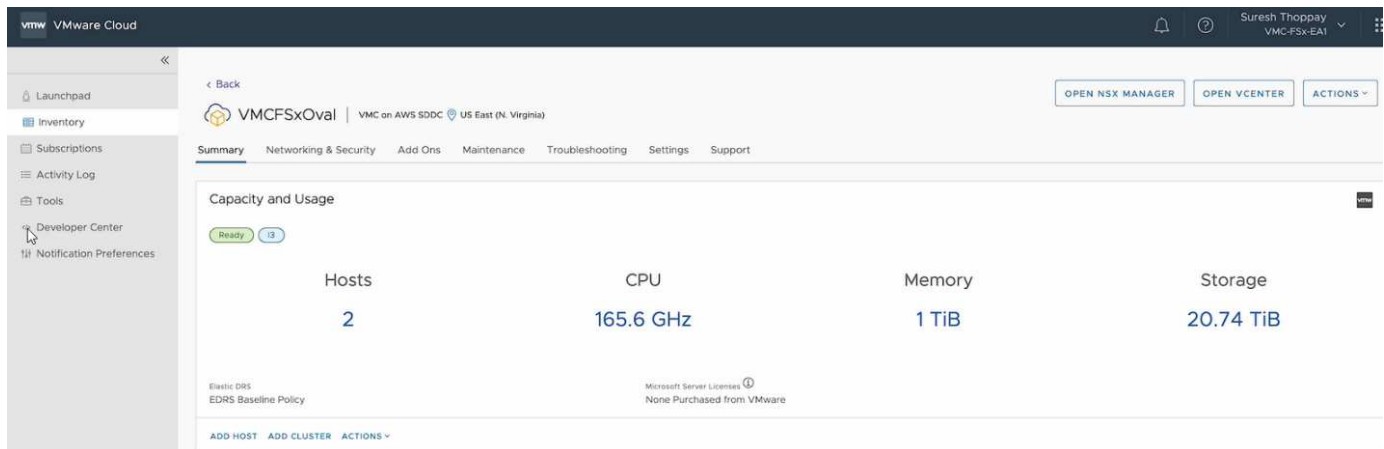 vmw VMware Cloud
Suresh Thoppay
VMC-FSx-EA1
Launchpad
Inventory
Subscriptions
Activity Log
Tools
Developer Center
Notification Preferences
Back
VMCFSxOval | VMC on AWS SDDC US East (N. Virginia)
OPEN NSX MANAGER OPEN VCENTER ACTIONS
Summary Networking & Security Add Ons Maintenance Troubleshooting Settings Support
Capacity and Usage
vmw
Ready I3
Hosts CPU Memory Storage
2 165.6 GHz 1 TiB 20.74 TiB
Elastic DRS Microsoft Server Licenses
EDRS Baseline Policy None Purchased from VMware
ADD HOST ADD CLUSTER ACTIONS